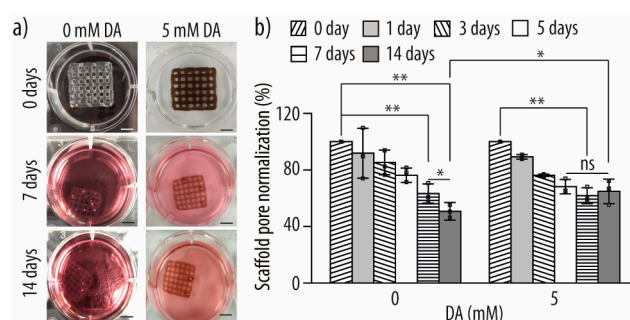 a) 0 mM DA 5 mM DA
0 days
7 days
14 days
b) 0 day 1 day 3 days 5 days
7 days 14 days
Scaffold pore normalization (%)
120
80
40
0
**
**
*
*
**
ns
0 5
DA (mM)